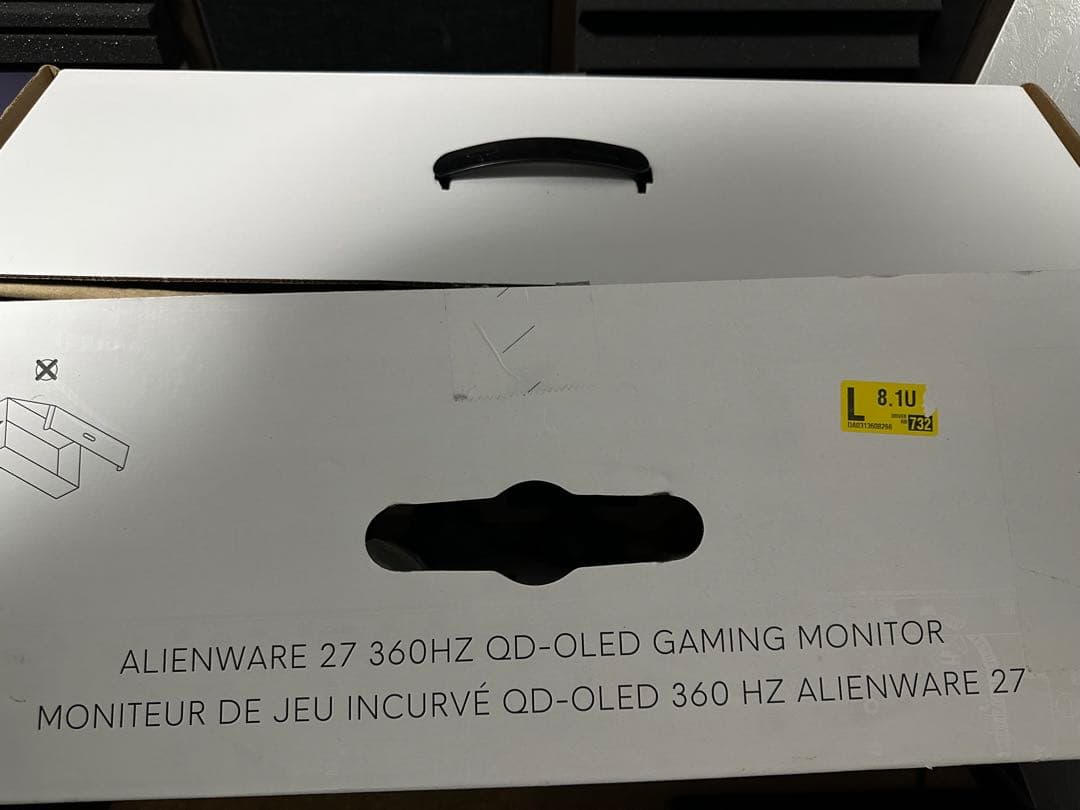 L 8.1U
DRIVER
732
ALIENWARE 27 360HZ QD-OLED GAMING MONITOR
MONITEUR DE JEU INCURVÉ QD-OLED 360 HZ ALIENWARE 27